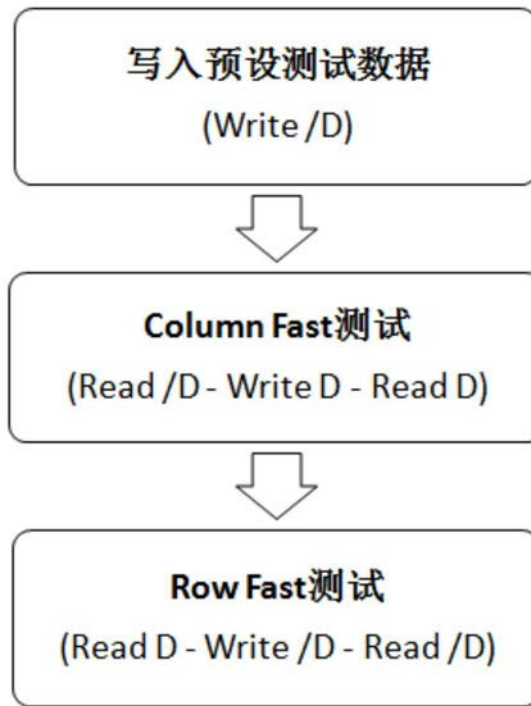 写入预设测试数据
(Write /D)
Column Fast测试
(Read /D - Write D - Read D)
Row Fast测试
(Read D - Write /D - Read /D)